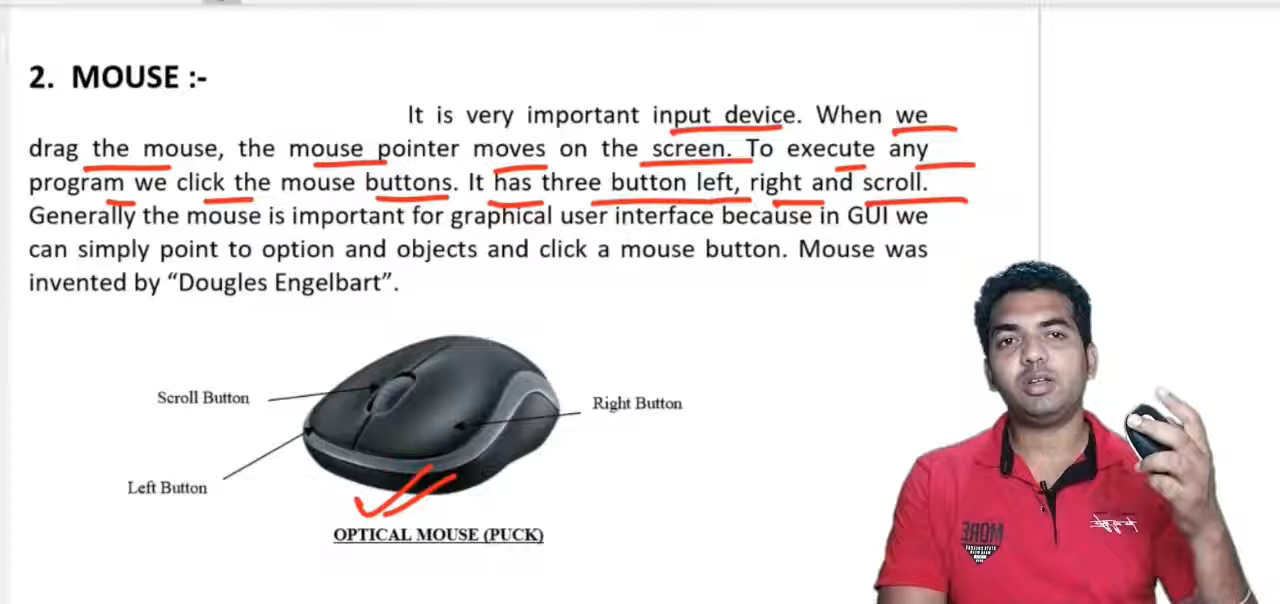 2. MOUSE :-
It is very important input device. When we
drag the mouse, the mouse pointer moves on the screen. To execute any
program we click the mouse buttons. It has three button left, right and scroll.
Generally the mouse is important for graphical user interface because in GUI we
can simply point to option and objects and click a mouse button. Mouse was
invented by “Dougles Engelbart”.
Scroll Button
Right Button
Left Button
OPTICAL MOUSE (PUCK)
MORE